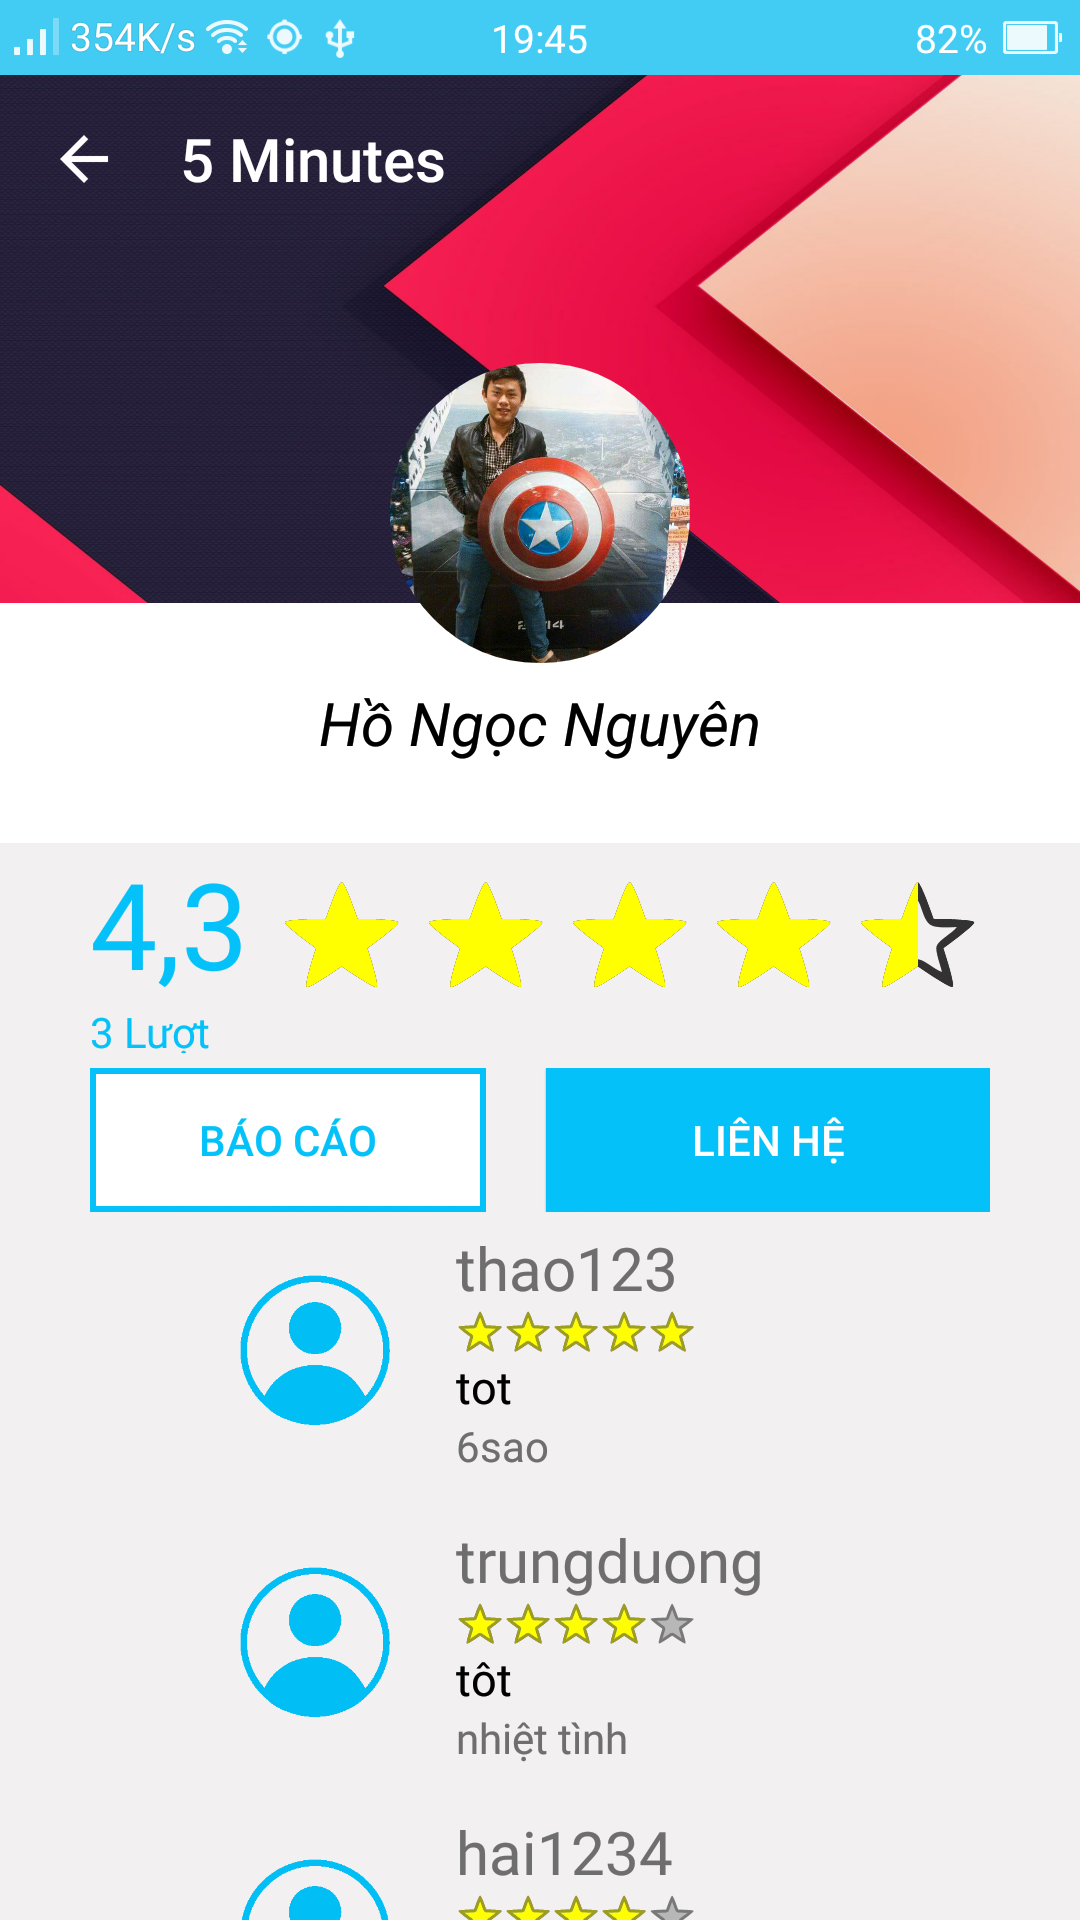 354K/s 19:45 82%
5 Minutes
Hồ Ngọc Nguyên
4,3
3 Lượt
BÁO CÁO LIÊN HỆ
thao123
tot
6sao
trungduong
tôt
nhiệt tình
hai1234